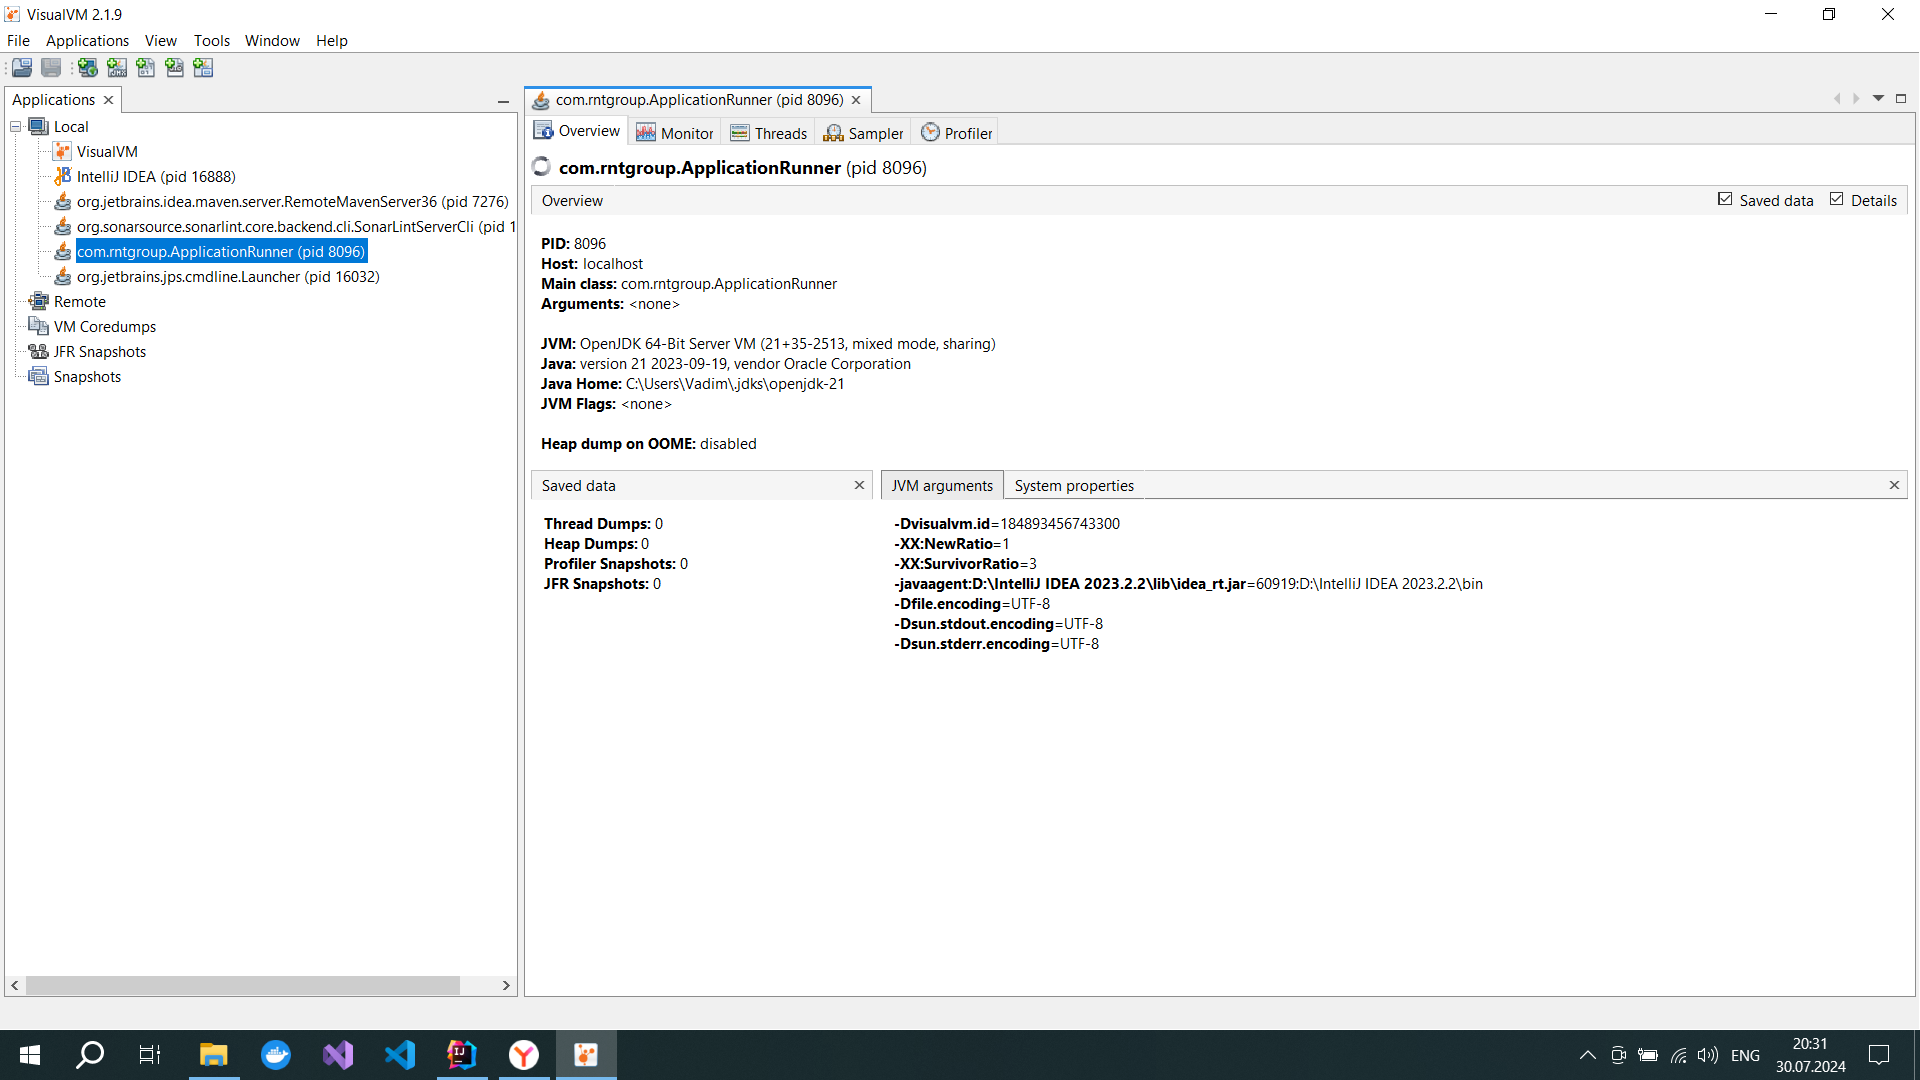 VisualVM 2.1.9
File Applications View Tools Window Help
Applications
Local
VisualVM
IntelliJ IDEA (pid 16888)
org.jetbrains.idea.maven.server.RemoteMavenServer36 (pid 7276)
org.sonarsource.sonarlint.core.backend.cli.SonarLintServerCli (pid 1
com.rntgroup.ApplicationRunner (pid 8096)
org.jetbrains.jps.cmdline.Launcher (pid 16032)
Remote
VM Coredumps
JFR Snapshots
Snapshots
com.rntgroup.ApplicationRunner (pid 8096)
Overview Monitor Threads Sampler Profiler
com.rntgroup.ApplicationRunner (pid 8096)
Overview Saved data Details
PID: 8096
Host: localhost
Main class: com.rntgroup.ApplicationRunner
Arguments: <none>
JVM: OpenJDK 64-Bit Server VM (21+35-2513, mixed mode, sharing)
Java: version 21 2023-09-19, vendor Oracle Corporation
Java Home: C:\Users\Vadim\.jdks\openjdk-21
JVM Flags: <none>
Heap dump on OOME: disabled
Saved data
Thread Dumps: 0
Heap Dumps: 0
Profiler Snapshots: 0
JFR Snapshots: 0
JVM arguments System properties
-Dvisualvm.id=184893456743300
-XX:NewRatio=1
-XX:SurvivorRatio=3
-javaagent:D:\IntelliJ IDEA 2023.2.2\lib\idea_rt.jar=60919:D:\IntelliJ IDEA 2023.2.2\bin
-Dfile.encoding=UTF-8
-Dsun.stdout.encoding=UTF-8
-Dsun.stderr.encoding=UTF-8
ENG
20:31
30.07.2024